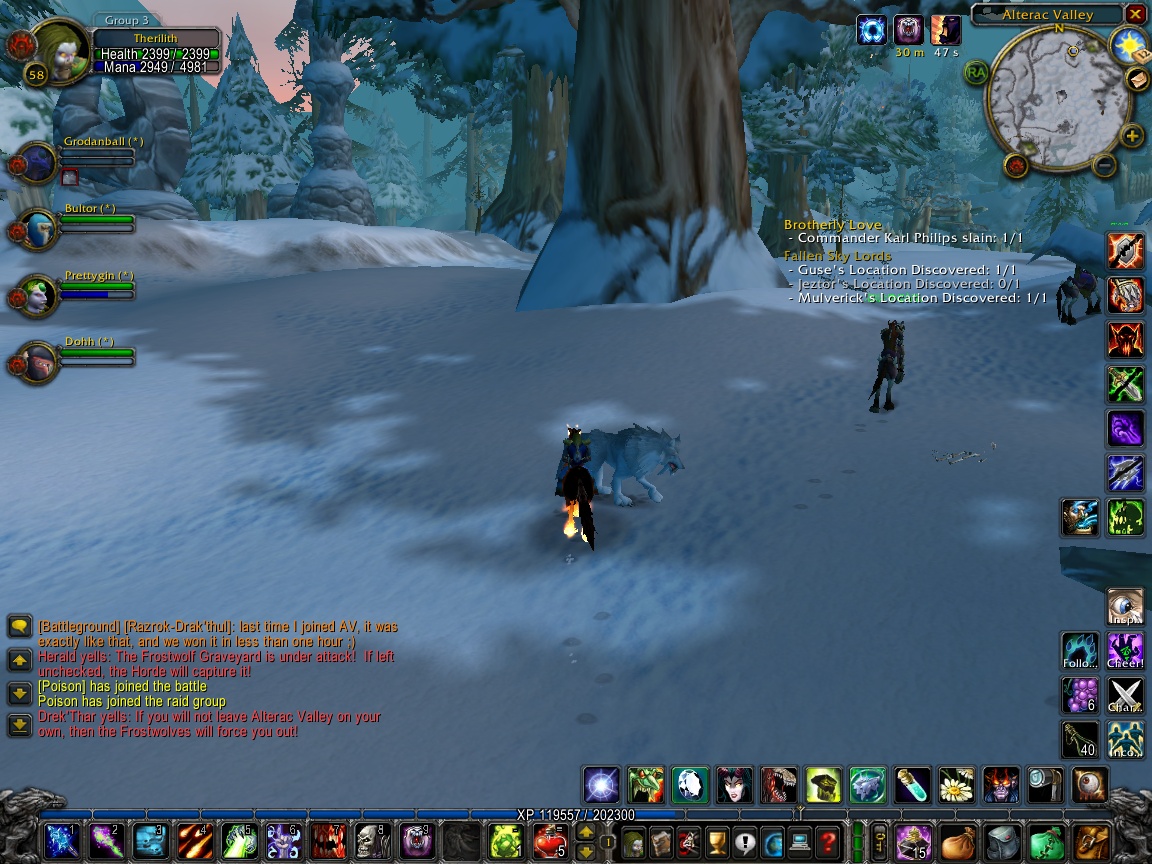 Group 3
Therilith
Health 2399 / 2399
Mana 2949 / 4981
58
Grodanball (*)
Bultor (*)
Prettygin (*)
Dohh (*)
30 m
47 s
Alterac Valley
N
RA
Brotherly Love
- Commander Karl Philips slain: 1/1
Fallen Sky Lords
- Guse's Location Discovered: 1/1
- Jeztor's Location Discovered: 0/1
- Mulverick's Location Discovered: 1/1
[Battleground] [Razrok-Drak'thul]: last time I joined AV, it was
exactly like that, and we won it in less than one hour ;)
Herald yells: The Frostwolf Graveyard is under attack! If left
unchecked, the Horde will capture it!
[Poison] has joined the battle
Poison has joined the raid group
Drek'Thar yells: If you will not leave Alterac Valley on your
own, then the Frostwolves will force you out!
Insp..
Follo...
Cheer!
6
Char..
40
Inco..
XP 119557 / 202300
1
2
3
4
5
6
7
8
9
5
1
15